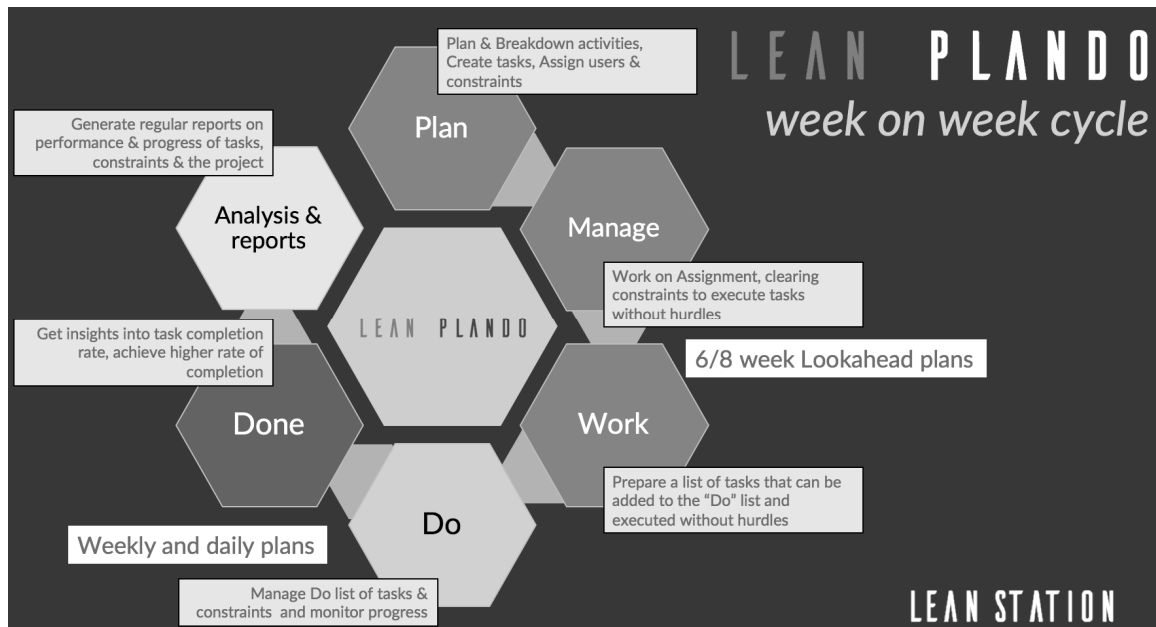 LEAN PLANDO
week on week cycle
Plan & Breakdown activities,
Create tasks, Assign users &
constraints
Plan
Generate regular reports on
performance & progress of tasks,
constraints & the project
Analysis &
reports
Manage
Work on Assignment, clearing
constraints to execute tasks
without hurdles
LEAN PLANDO
Get insights into task completion
rate, achieve higher rate of
completion
6/8 week Lookahead plans
Done
Work
Prepare a list of tasks that can be
added to the “Do” list and
executed without hurdles
Do
Weekly and daily plans
Manage Do list of tasks &
constraints and monitor progress
LEAN STATION